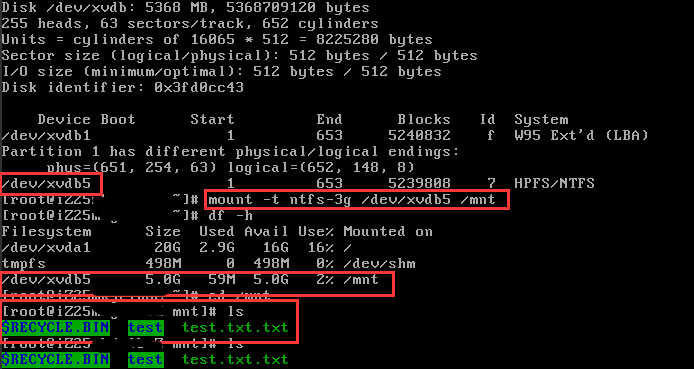 Disk /dev/xvdb: 5368 MB, 5368709120 bytes
255 heads, 63 sectors/track, 652 cylinders
Units = cylinders of 16065 * 512 = 8225280 bytes
Sector size (logical/physical): 512 bytes / 512 bytes
I/O size (minimum/optimal): 512 bytes / 512 bytes
Disk identifier: 0x3fd0cc43
Device Boot Start End Blocks Id System
/dev/xvdb1 1 653 5240832 f W95 Ext'd (LBA)
Partition 1 has different physical/logical endings:
phys=(651, 254, 63) logical=(652, 148, 8)
/dev/xvdb5 1 653 5239808 7 HPFS/NTFS
[root@iZ25 ~]# mount -t ntfs-3g /dev/xvdb5 /mnt
[root@iZ25 ~]# df -h
Filesystem Size Used Avail Use% Mounted on
/dev/xvda1 20G 2.9G 16G 16% /
tmpfs 498M 0 498M 0% /dev/shm
/dev/xvdb5 5.0G 59M 5.0G 2% /mnt
[root@iZ25 ~]# cd /mnt
[root@iZ25 mnt]# ls
$RECYCLE.BIN test test.txt.txt
[root@iZ25 mnt]# ls
$RECYCLE.BIN test test.txt.txt